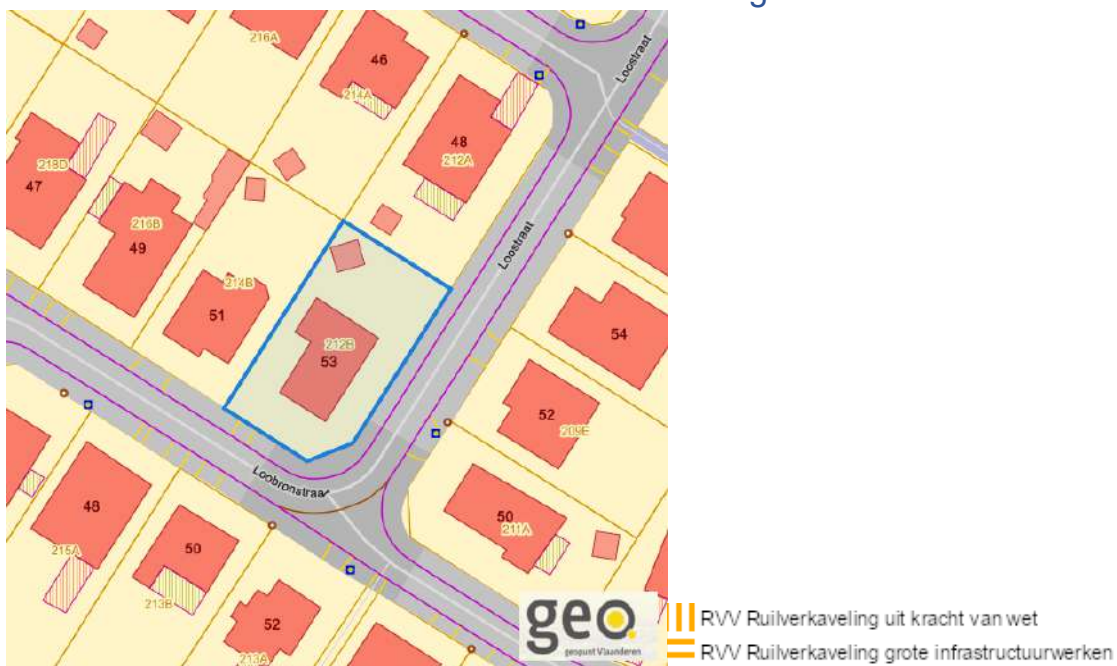 g
216A
46
214A
48
212A
Loostraat
218D
47
216B
49
214B
51
Loostraat
212B
53
54
52
209E
Loobronstraat
48
215A
50
213B
52
213A
50
211A
geo.
geopunt Vlaanderen
RVV Ruilverkaveling uit kracht van wet
RVV Ruilverkaveling grote infrastructuurwerken